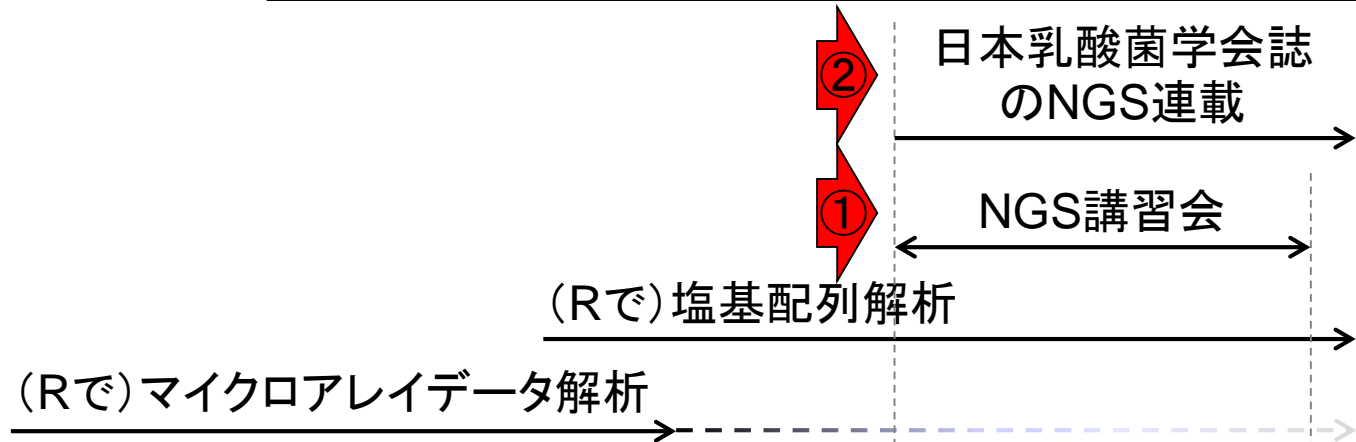 ②
日本乳酸菌学会誌
のNGS連載
①
NGS講習会
（Rで）塩基配列解析
（Rで）マイクロアレイデータ解析